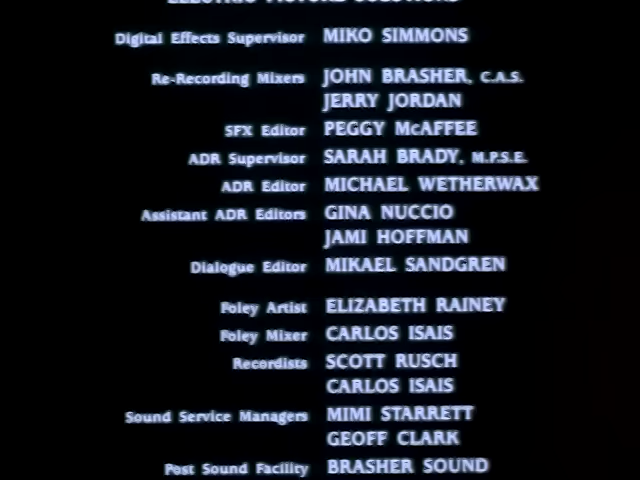 ELECTRIC PICTURE SOLUTIONS
Digital Effects Supervisor MIKO SIMMONS
Re-Recording Mixers JOHN BRASHER, C.A.S.
JERRY JORDAN
SFX Editor PEGGY McAFFEE
ADR Supervisor SARAH BRADY, M.P.S.E.
ADR Editor MICHAEL WETHERWAX
Assistant ADR Editors GINA NUCCIO
JAMI HOFFMAN
Dialogue Editor MIKAEL SANDGREN
Foley Artist ELIZABETH RAINEY
Foley Mixer CARLOS ISAIS
Recordists SCOTT RUSCH
CARLOS ISAIS
Sound Service Managers MIMI STARRETT
GEOFF CLARK
Post Sound Facility BRASHER SOUND